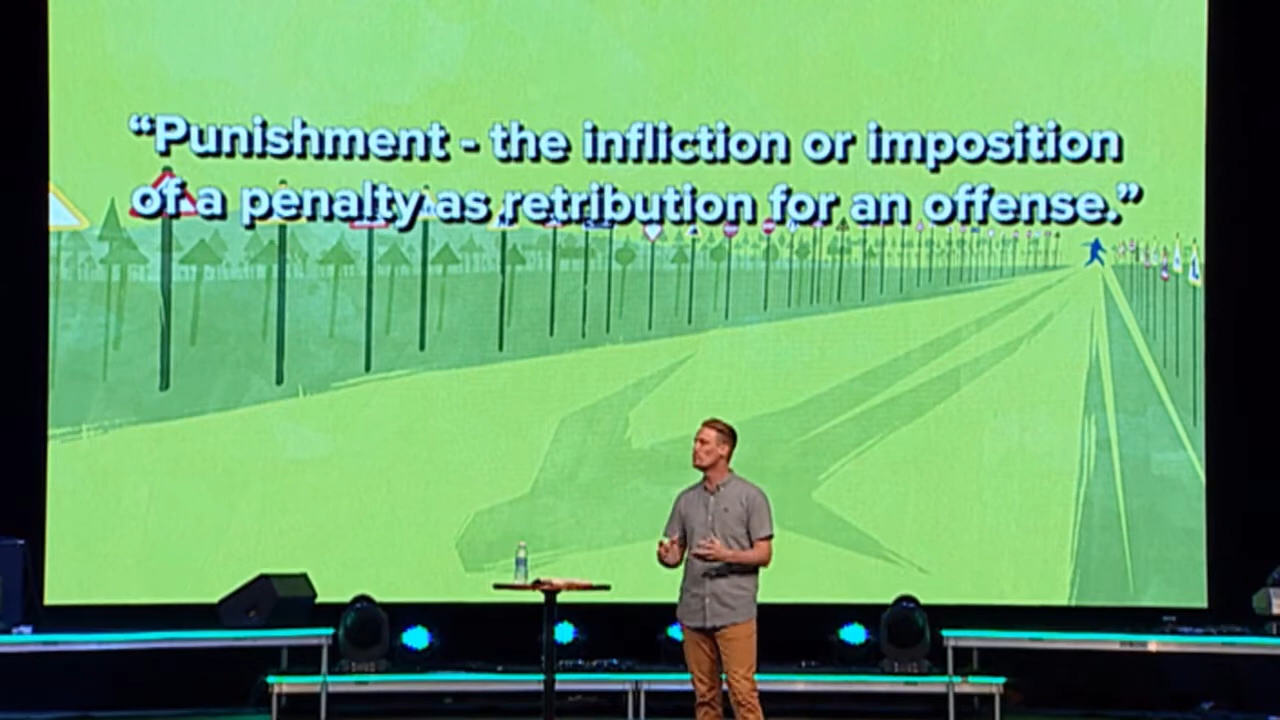 “Punishment - the infliction or imposition
of a penalty as retribution for an offense.”